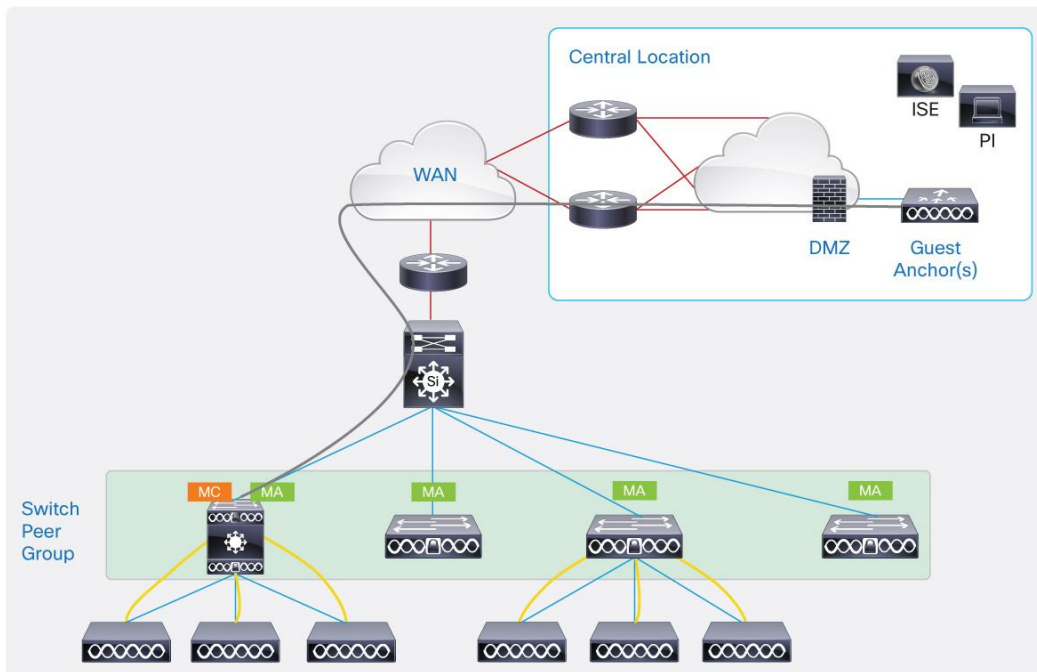 Central Location
ISE
PI
WAN
DMZ
Guest
Anchor(s)
Si
MC
MA
MA
MA
MA
Switch
Peer
Group